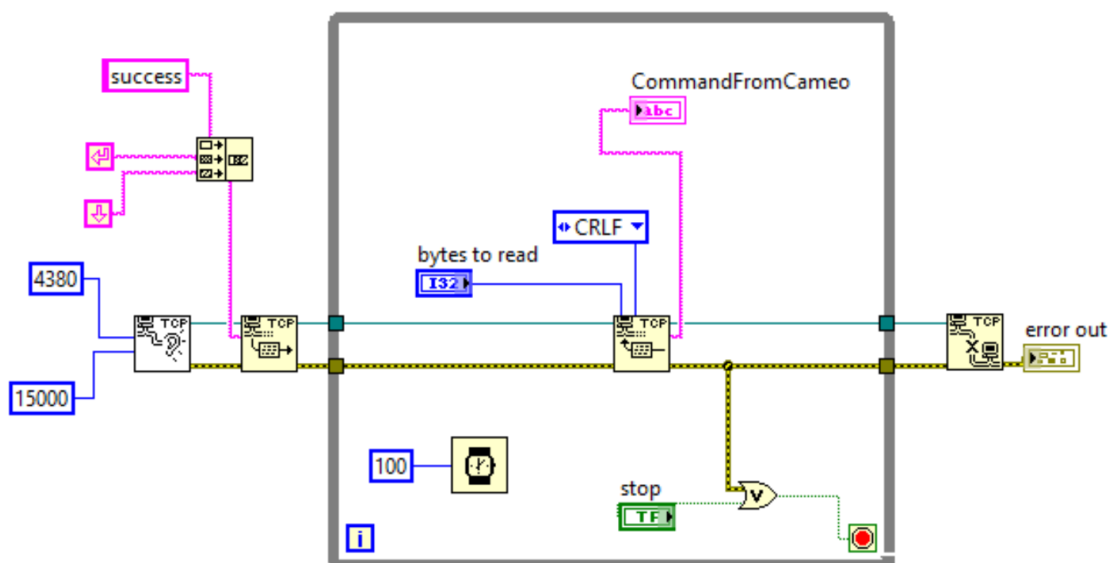 success
CommandFromCameo
abc
CRLF
bytes to read
I32
4380
TCP
TCP
TCP
TCP
error out
15000
100
stop
TF
V
i